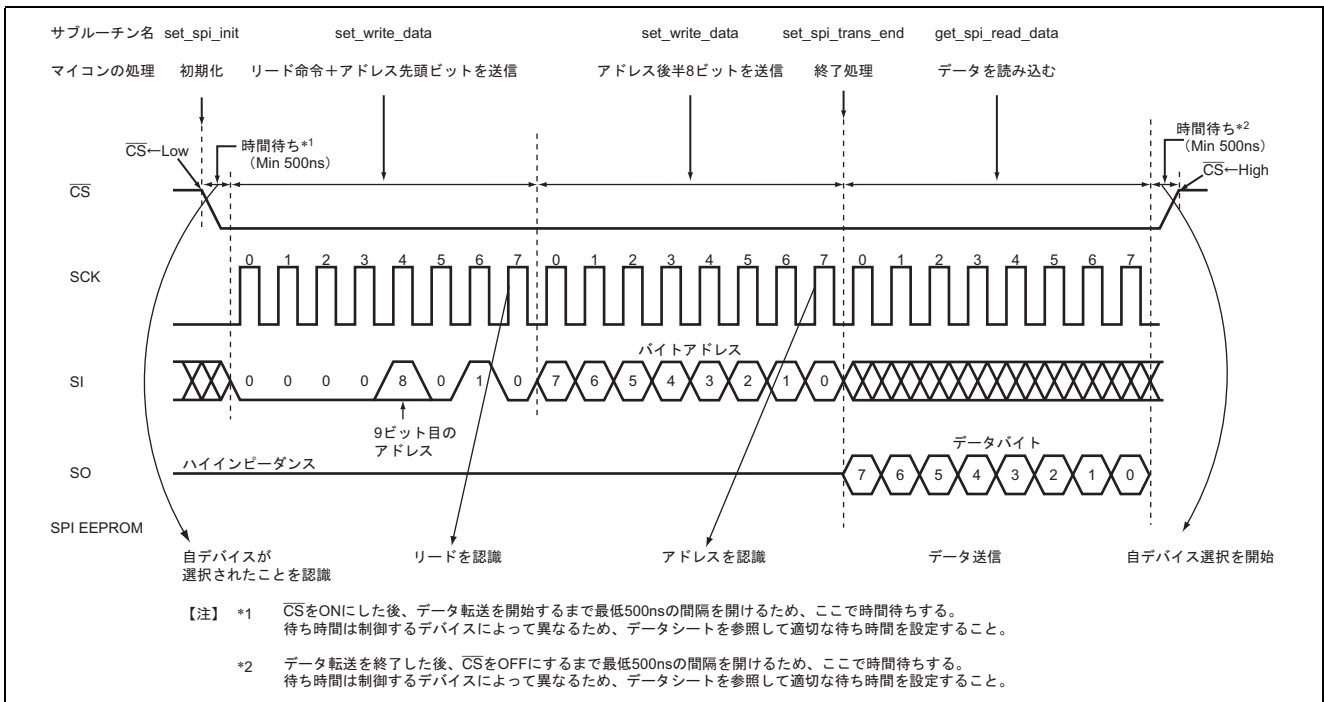 サブルーチン名 set_spi_init set_write_data set_write_data set_spi_trans_end get_spi_read_data
マイコンの処理 初期化 リード命令＋アドレス先頭ビットを送信 アドレス後半8ビットを送信 終了処理 データを読み込む
CS←Low
時間待ち*1
（Min 500ns）
時間待ち*2
（Min 500ns）
CS←High
CS
SCK
0 1 2 3 4 5 6 7 0 1 2 3 4 5 6 7 0 1 2 3 4 5 6 7
バイトアドレス
SI
0 0 0 0 8 0 1 0 7 6 5 4 3 2 1 0
9ビット目の
アドレス
データバイト
SO
ハイインピーダンス
7 6 5 4 3 2 1 0
SPI EEPROM
自デバイスが
選択されたことを認識
リードを認識
アドレスを認識
データ送信
自デバイス選択を開始
【注】 *1 CSをONにした後、データ転送を開始するまで最低500nsの間隔を開けるため、ここで時間待ちする。
待ち時間は制御するデバイスによって異なるため、データシートを参照して適切な待ち時間を設定すること。
*2 データ転送を終了した後、CSをOFFにするまで最低500nsの間隔を開けるため、ここで時間待ちする。
待ち時間は制御するデバイスによって異なるため、データシートを参照して適切な待ち時間を設定すること。